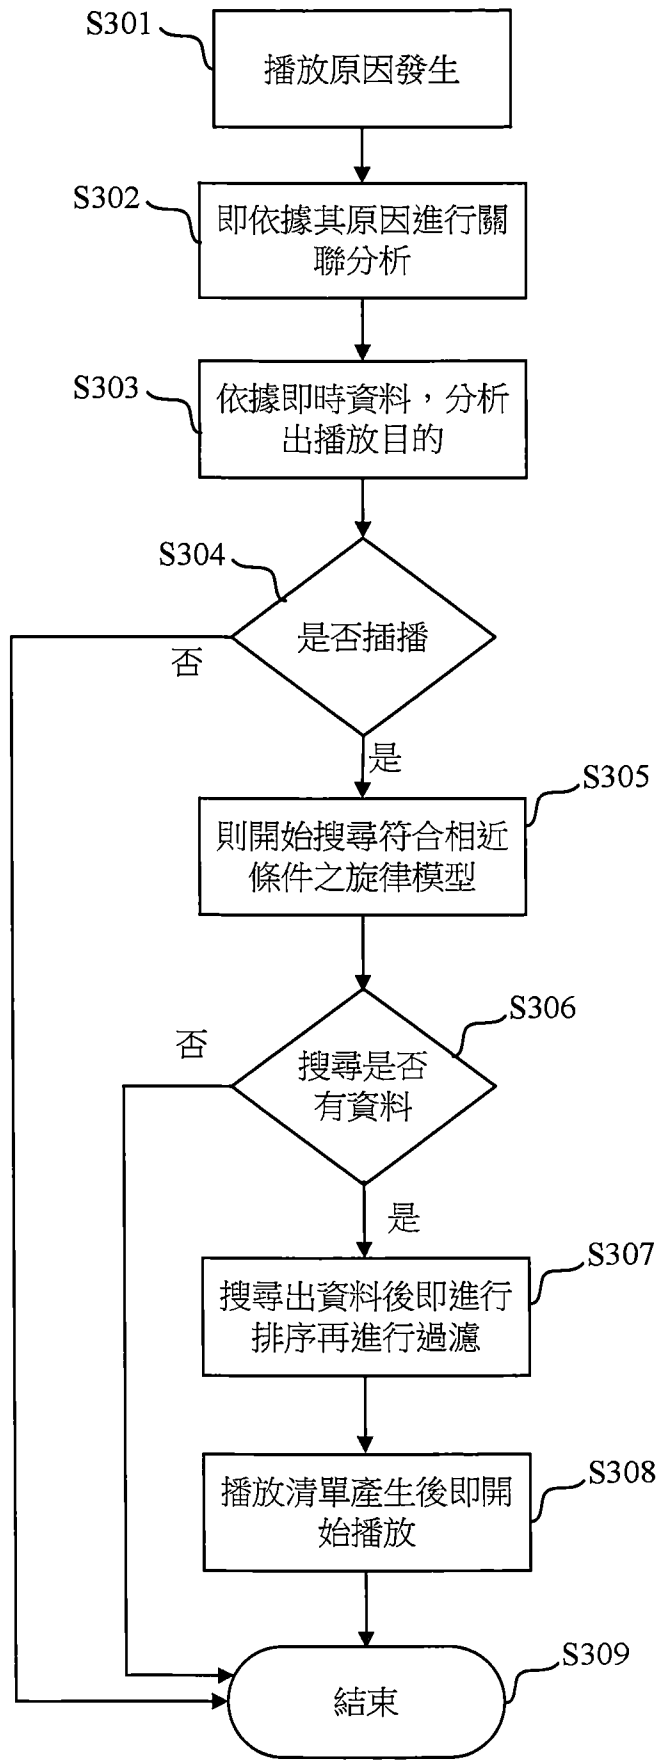 S301
播放原因發生
S302
即依據其原因進行關
聯分析
S303
依據即時資料，分析
出播放目的
S304
是否插播
否
是
S305
則開始搜尋符合相近
條件之旋律模型
S306
搜尋是否
有資料
否
是
S307
搜尋出資料後即進行
排序再進行過濾
S308
播放清單產生後即開
始播放
S309
結束